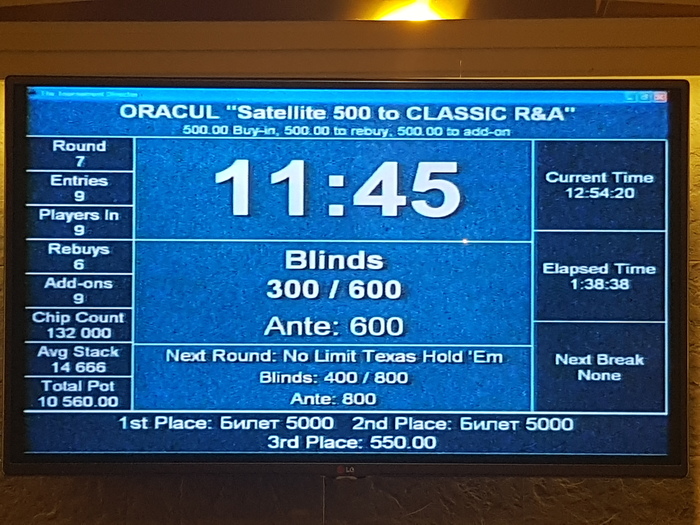 The Tournament Director
ORACUL "Satellite 500 to CLASSIC R&A"
500.00 Buy-in, 500.00 to rebuy, 500.00 to add-on
Round
7
Entries
9
Players In
9
Rebuys
6
Add-ons
9
Chip Count
132 000
Avg Stack
14 666
Total Pot
10 560.00
11:45
Blinds
300 / 600
Ante: 600
Next Round: No Limit Texas Hold 'Em
Blinds: 400 / 800
Ante: 800
Current Time
12:54:20
Elapsed Time
1:38:38
Next Break
None
1st Place: Билет 5000 2nd Place: Билет 5000
3rd Place: 550.00
LG